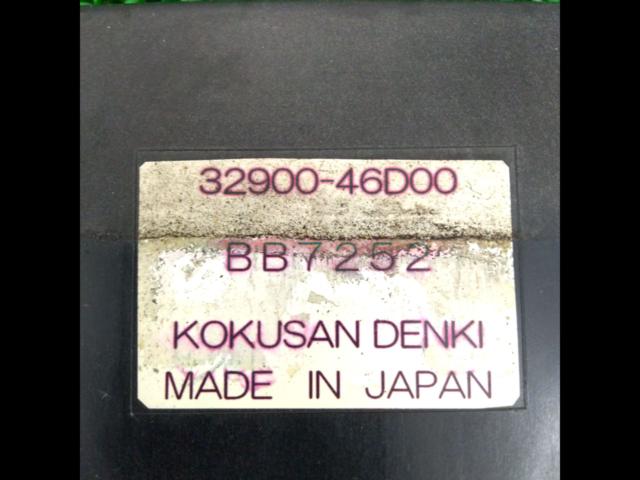 32900-46D00
BB7252
KOKUSAN DENKI
MADE IN JAPAN